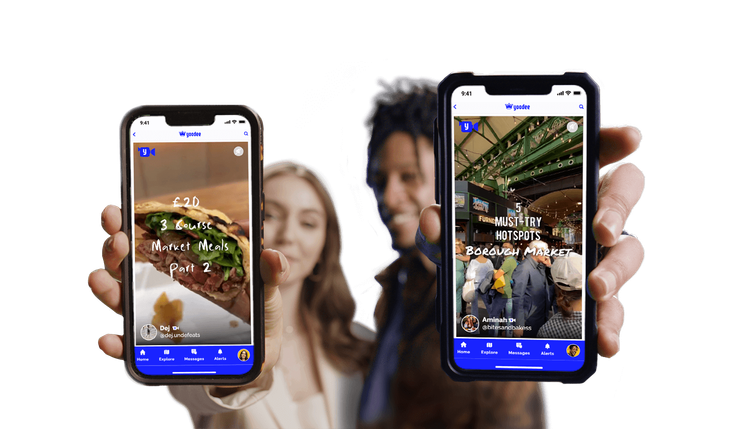 9:41
yoodee
y
£20
3 Course
Market Meals
Part 2
Dej
@dej.undefeats
Home Explore Messages Alerts
9:41
yoodee
y
5
MUST-TRY
HOTSPOTS
BOROUGH MARKET
Aminah
@bitesandbakess
Home Explore Messages Alerts